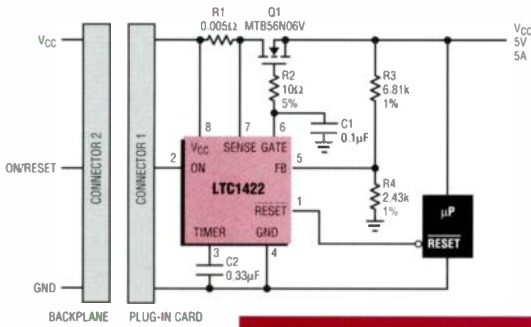 R1
0.005Ω
Q1
MTB56N06V
VCC
VCC
5V
5A
R2
10Ω
5%
R3
6.81k
1%
C1
0.1µF
8
7
6
VCC
SENSE
GATE
ON/RESET
CONNECTOR 2
CONNECTOR 1
2
ON
FB
5
LTC1422
R4
2.43k
1%
RESET
1
µP
RESET
TIMER
GND
3
4
C2
0.33µF
GND
BACKPLANE
PLUG-IN CARD